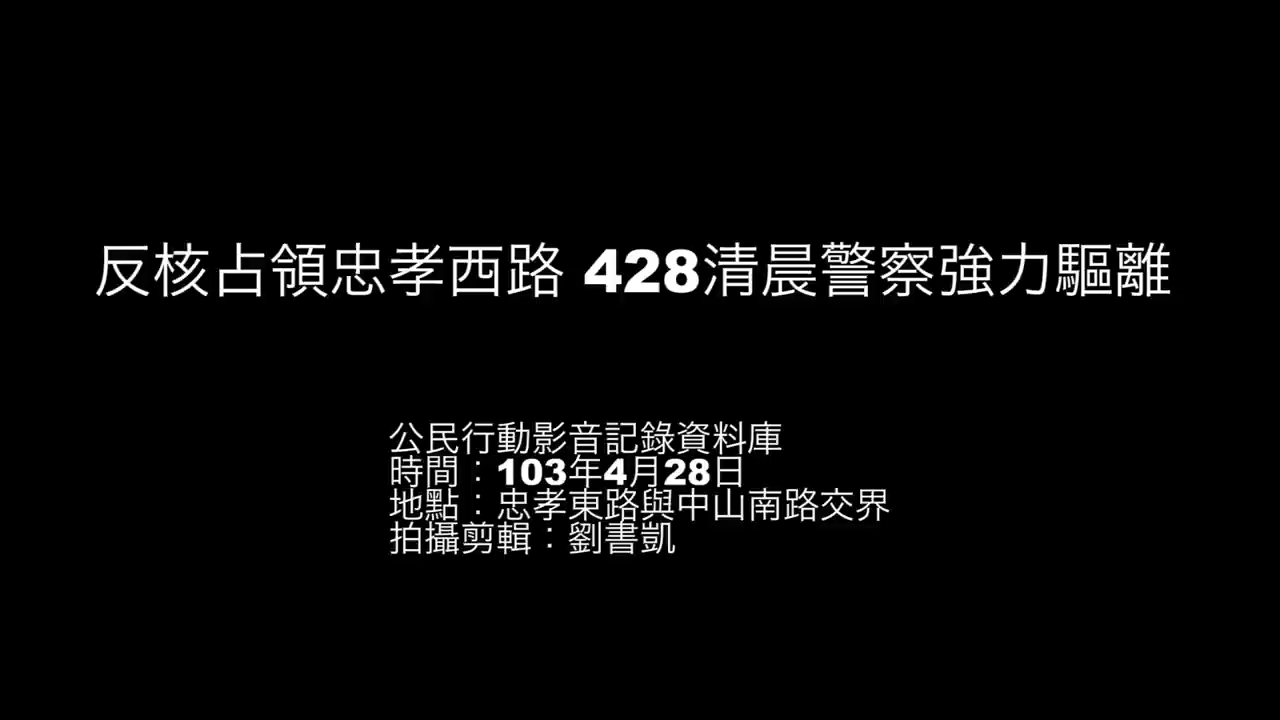 反核占領忠孝西路 428清晨警察強力驅離
公民行動影音記錄資料庫
時間：103年4月28日
地點：忠孝東路與中山南路交界
拍攝剪輯：劉書凱